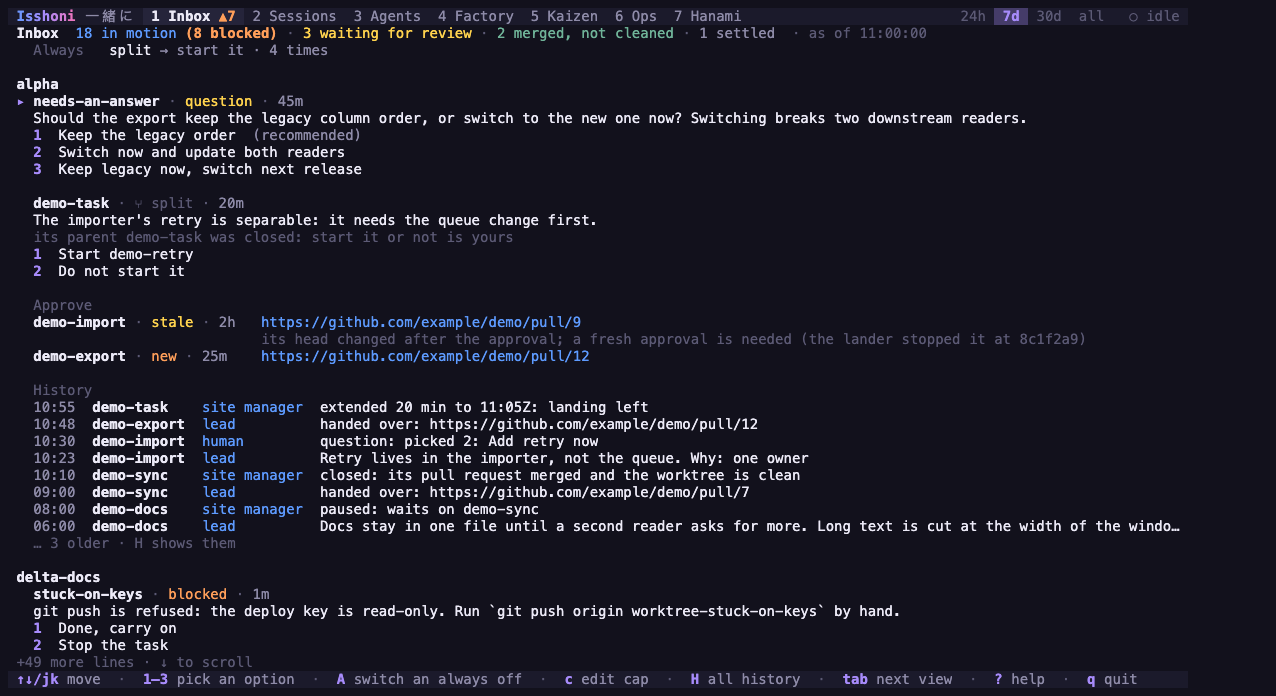 Isshoni 一緒に 1 Inbox ▲7 2 Sessions 3 Agents 4 Factory 5 Kaizen 6 Ops 7 Hanami 24h 7d 30d all ○ idle
Inbox 18 in motion (8 blocked) · 3 waiting for review · 2 merged, not cleaned · 1 settled · as of 11:00:00
Always split → start it · 4 times
alpha
▸ needs-an-answer · question · 45m
Should the export keep the legacy column order, or switch to the new one now? Switching breaks two downstream readers.
1 Keep the legacy order (recommended)
2 Switch now and update both readers
3 Keep legacy now, switch next release
demo-task · ⑂ split · 20m
The importer's retry is separable: it needs the queue change first.
its parent demo-task was closed: start it or not is yours
1 Start demo-retry
2 Do not start it
Approve
demo-import · stale · 2h https://github.com/example/demo/pull/9
its head changed after the approval; a fresh approval is needed (the lander stopped it at 8c1f2a9)
demo-export · new · 25m https://github.com/example/demo/pull/12
History
10:55 demo-task site manager extended 20 min to 11:05Z: landing left
10:48 demo-export lead handed over: https://github.com/example/demo/pull/12
10:30 demo-import human question: picked 2: Add retry now
10:23 demo-import lead Retry lives in the importer, not the queue. Why: one owner
10:10 demo-sync site manager closed: its pull request merged and the worktree is clean
09:00 demo-sync lead handed over: https://github.com/example/demo/pull/7
08:00 demo-docs site manager paused: waits on demo-sync
06:00 demo-docs lead Docs stay in one file until a second reader asks for more. Long text is cut at the width of the windo…
… 3 older · H shows them
delta-docs
stuck-on-keys · blocked · 1m
git push is refused: the deploy key is read-only. Run `git push origin worktree-stuck-on-keys` by hand.
1 Done, carry on
2 Stop the task
+49 more lines · ↓ to scroll
↑↓/jk move · 1–3 pick an option · A switch an always off · c edit cap · H all history · tab next view · ? help · q quit